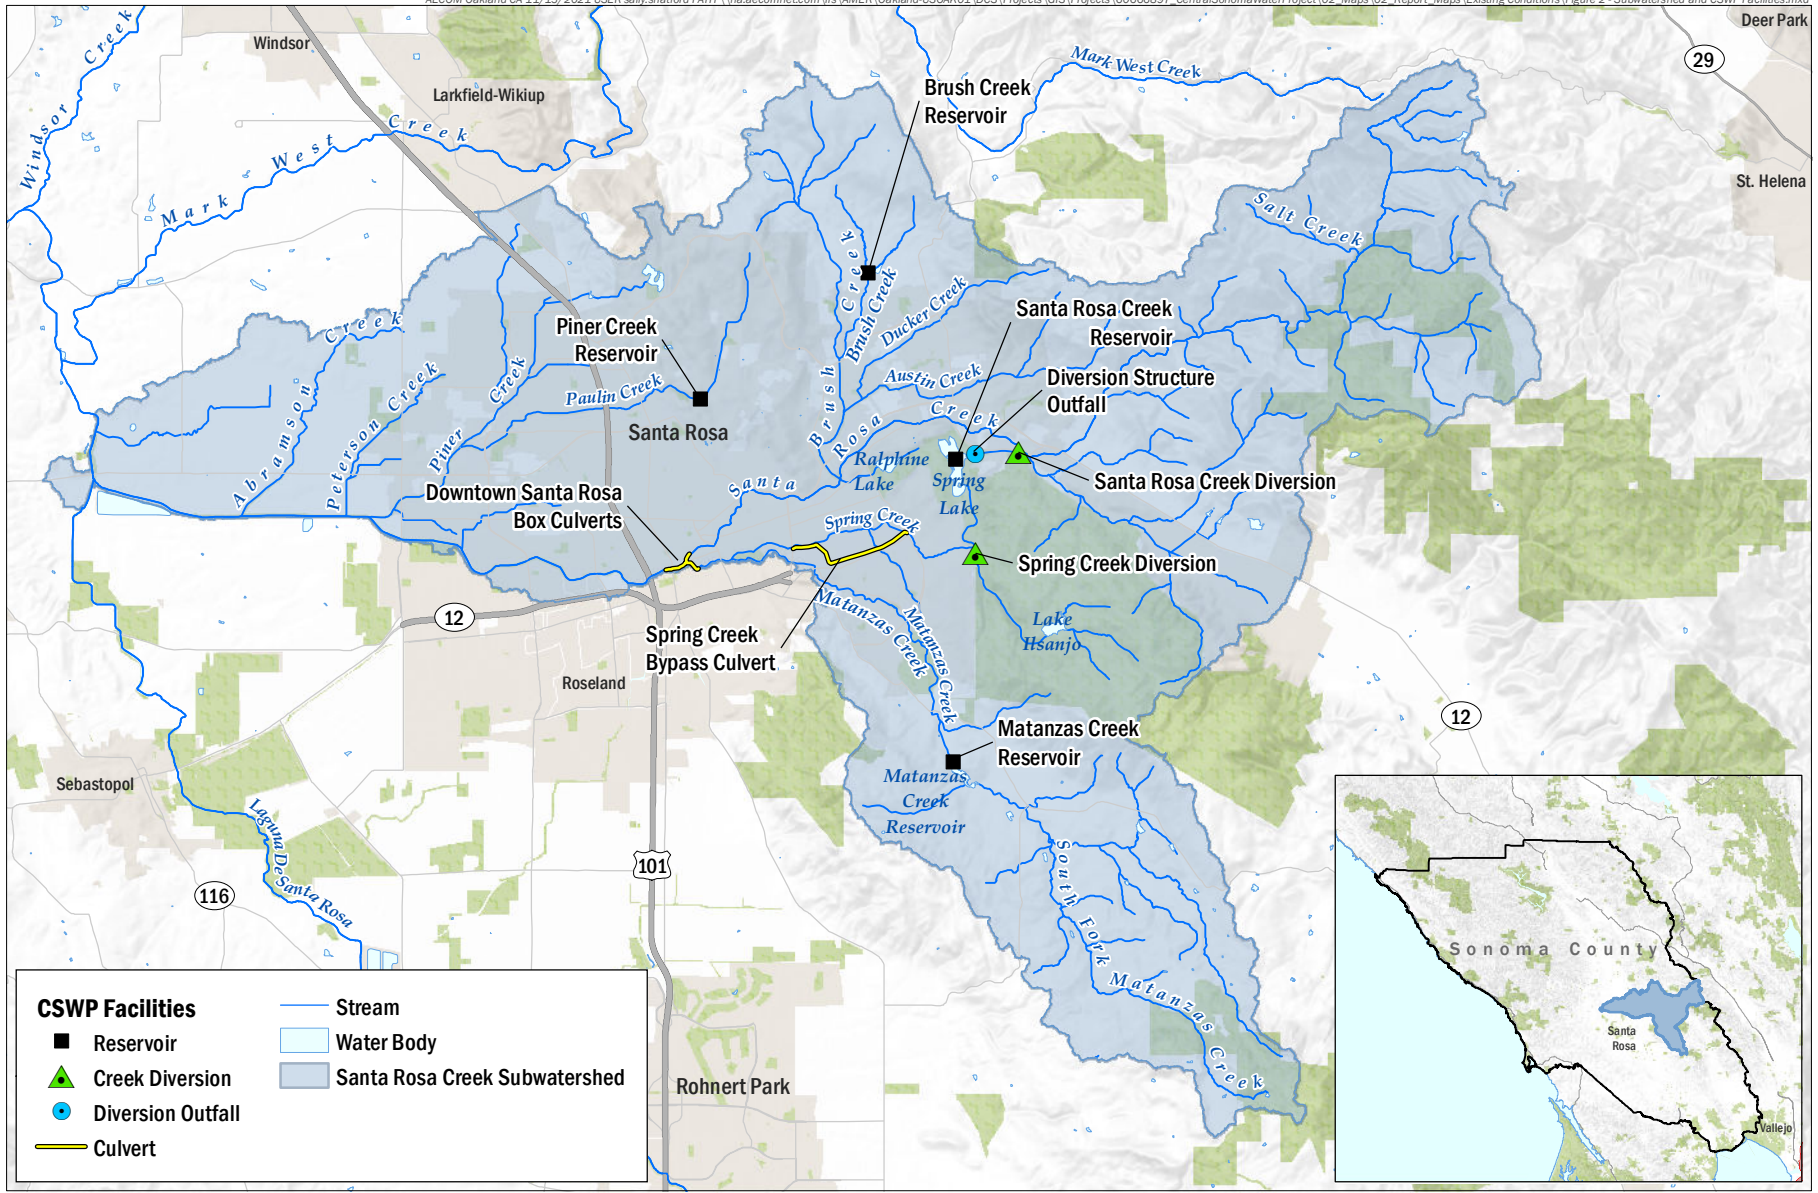 Deer Park
29
St. Helena
Windsor
Larkfield-Wikiup
Windsor Creek
Mark West Creek
Mark West Creek
Brush Creek
Reservoir
Salt Creek
Creek
Brush Creek
Ducker Creek
Santa Rosa Creek
Reservoir
Piner Creek
Reservoir
Abramson Creek
Peterson Creek
Piner Creek
Paulin Creek
Santa Rosa
Brush
Austin Creek
Diversion Structure
Outfall
Santa Rosa Creek
Ralphine
Lake
Spring
Lake
Santa Rosa Creek Diversion
Downtown Santa Rosa
Box Culverts
Spring Creek
Spring Creek Diversion
12
Matanzas Creek
Matanzas Creek
Lake
Ilsanjo
Spring Creek
Bypass Culvert
Roseland
12
Matanzas Creek
Reservoir
Matanzas
Creek
Reservoir
Sebastopol
Laguna De Santa Rosa
116
101
South Fork Matanzas Creek
Rohnert Park
CSWP Facilities
Reservoir
Creek Diversion
Diversion Outfall
Culvert
Stream
Water Body
Santa Rosa Creek Subwatershed
Sonoma County
Santa
Rosa
Vallejo